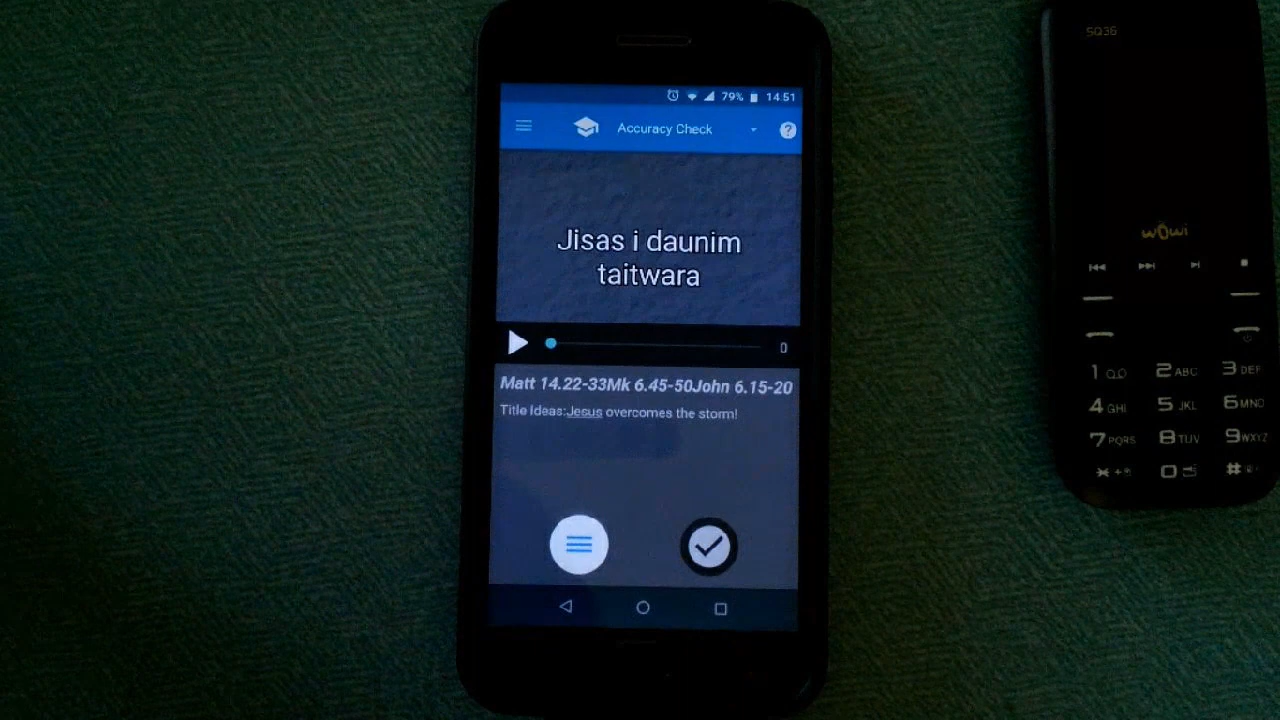 SQ36
79% 14.51
Accuracy Check
?
Jisas i daunim
taitwara
0
Matt 14.22-33Mk 6.45-50John 6.15-20
Title Ideas:Jesus overcomes the storm!
wowi
1 2 ABC 3 DEF
4 GHI 5 JKL 6 MNO
7 PQRS 8 TUV 9 WXYZ
* + 0 #